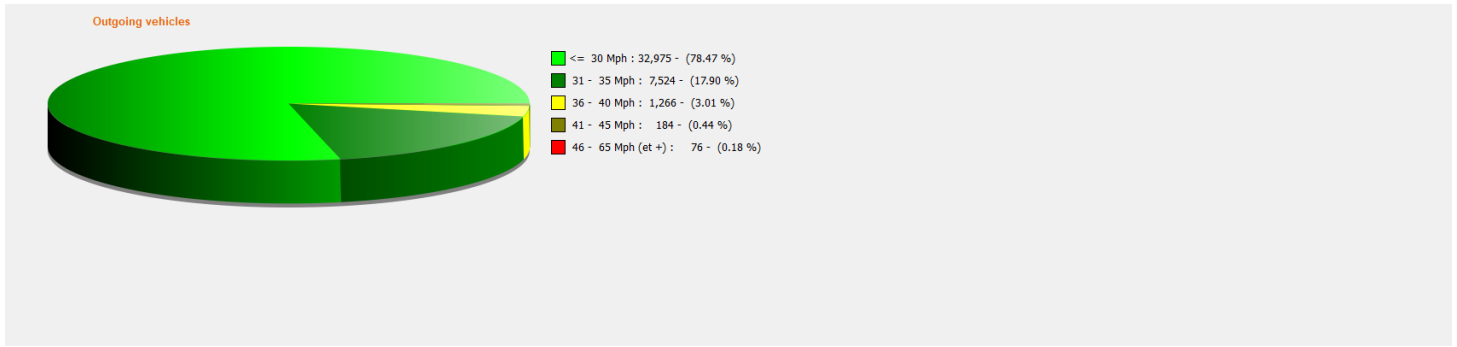 Outgoing vehicles
<= 30 Mph : 32,975 - (78.47 %)
31 - 35 Mph : 7,524 - (17.90 %)
36 - 40 Mph : 1,266 - (3.01 %)
41 - 45 Mph : 184 - (0.44 %)
46 - 65 Mph (et +) : 76 - (0.18 %)